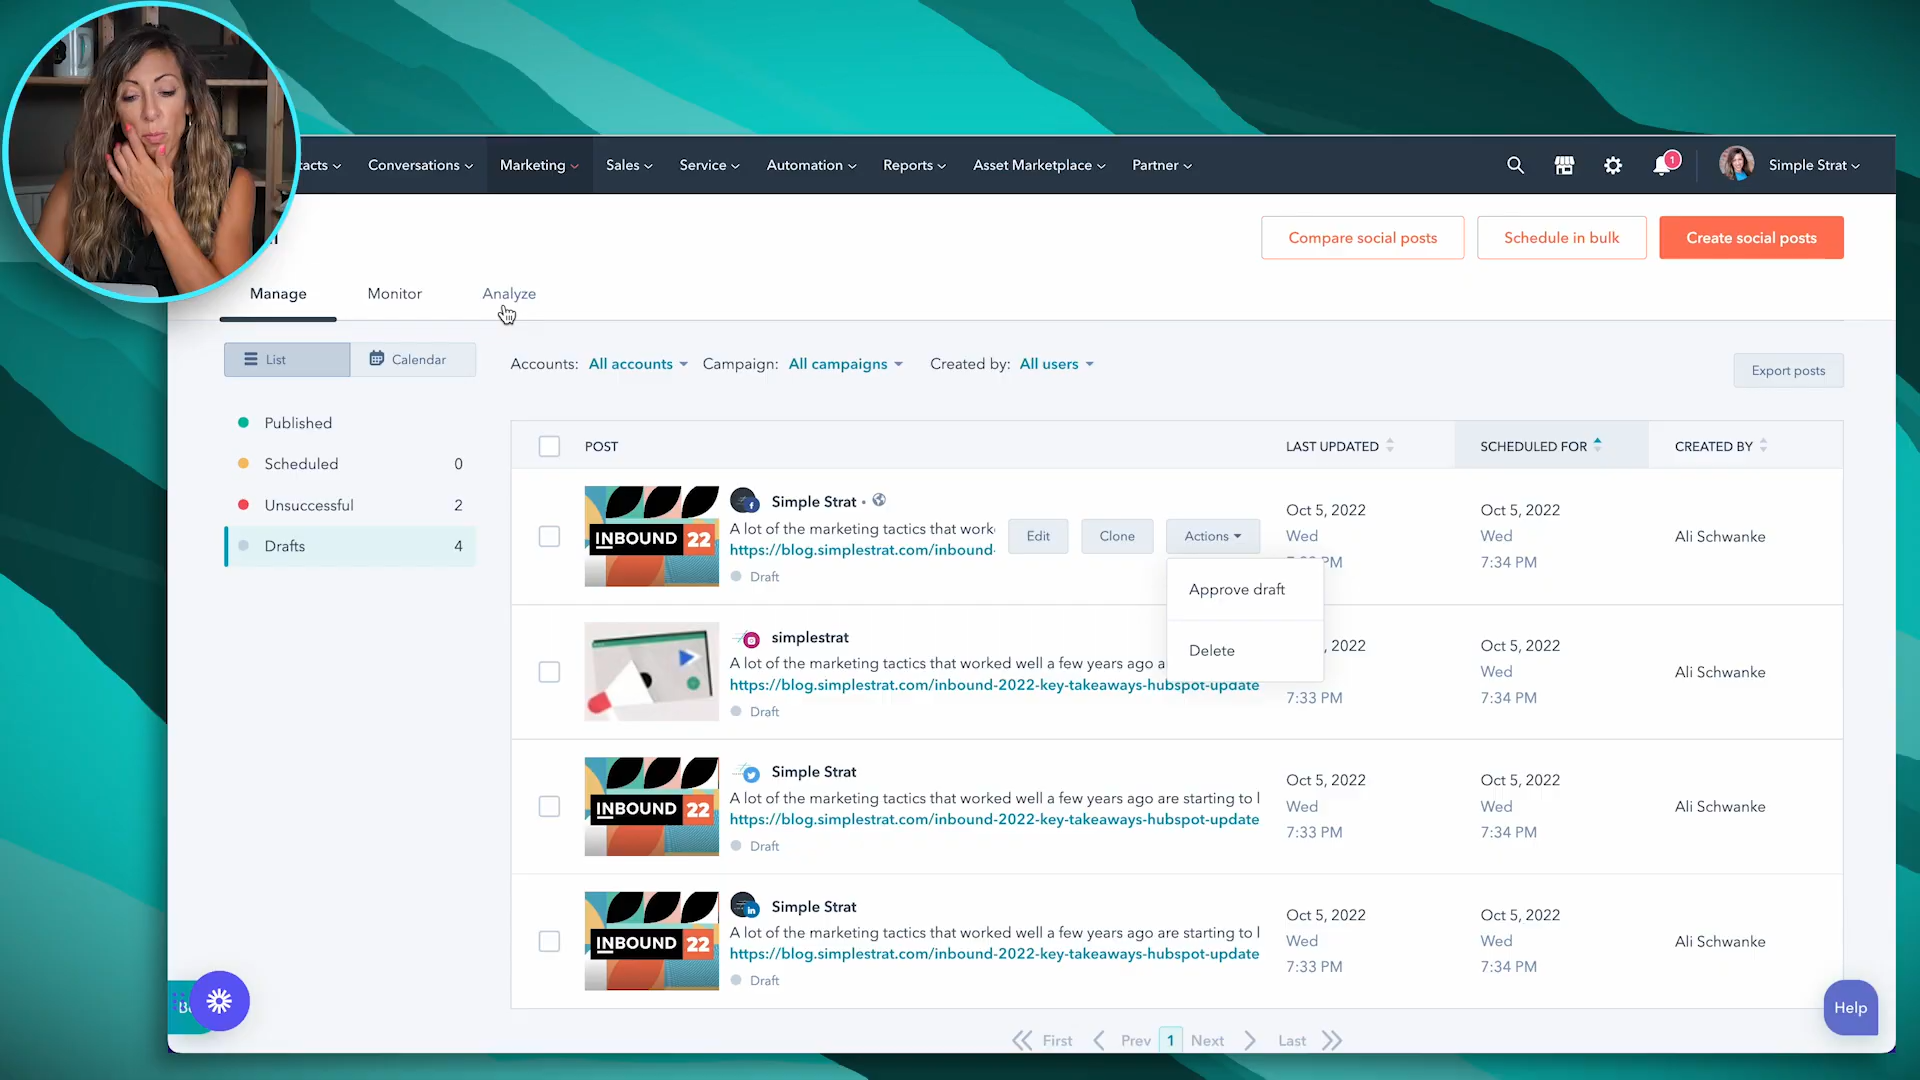 tacts
Conversations
Marketing
Sales
Service
Automation
Reports
Asset Marketplace
Partner
1
Simple Strat
Compare social posts
Schedule in bulk
Create social posts
Manage
Monitor
Analyze
List
Calendar
Accounts: All accounts
Campaign: All campaigns
Created by: All users
Export posts
Published
Scheduled 0
Unsuccessful 2
Drafts 4
POST
LAST UPDATED
SCHEDULED FOR
CREATED BY
INBOUND 22
Simple Strat •
A lot of the marketing tactics that work
https://blog.simplestrat.com/inbound-
Draft
Edit
Clone
Actions
Approve draft
Delete
Oct 5, 2022
Wed
PM
Oct 5, 2022
Wed
7:34 PM
Ali Schwanke
simplestrat
A lot of the marketing tactics that worked well a few years ago a
https://blog.simplestrat.com/inbound-2022-key-takeaways-hubspot-update
Draft
, 2022
7:33 PM
Oct 5, 2022
Wed
7:34 PM
Ali Schwanke
INBOUND 22
Simple Strat
A lot of the marketing tactics that worked well a few years ago are starting to l
https://blog.simplestrat.com/inbound-2022-key-takeaways-hubspot-update
Draft
Oct 5, 2022
Wed
7:33 PM
Oct 5, 2022
Wed
7:34 PM
Ali Schwanke
INBOUND 22
Simple Strat
in
A lot of the marketing tactics that worked well a few years ago are starting to l
https://blog.simplestrat.com/inbound-2022-key-takeaways-hubspot-update
Draft
Oct 5, 2022
Wed
7:33 PM
Oct 5, 2022
Wed
7:34 PM
Ali Schwanke
First
Prev
1
Next
Last
Help